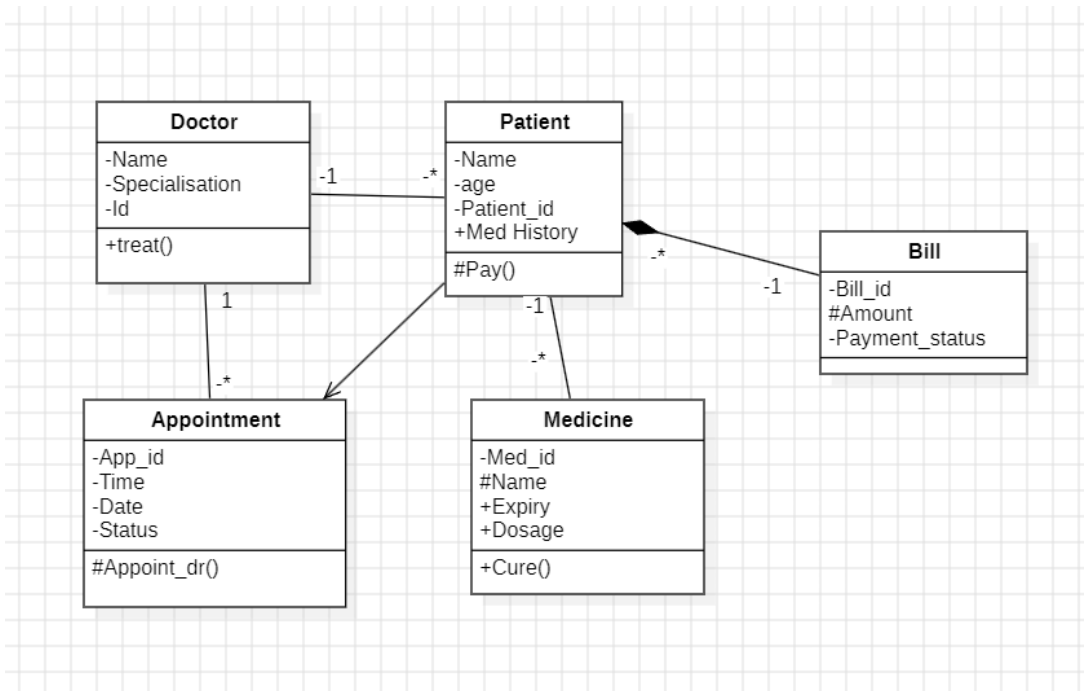 Doctor
-Name
-Specialisation
-Id
+treat()
-1
-*
Patient
-Name
-age
-Patient_id
+Med History
#Pay()
-*
-1
Bill
-Bill_id
#Amount
-Payment_status
1
-*
Appointment
-App_id
-Time
-Date
-Status
#Appoint_dr()
-1
-*
Medicine
-Med_id
#Name
+Expiry
+Dosage
+Cure()